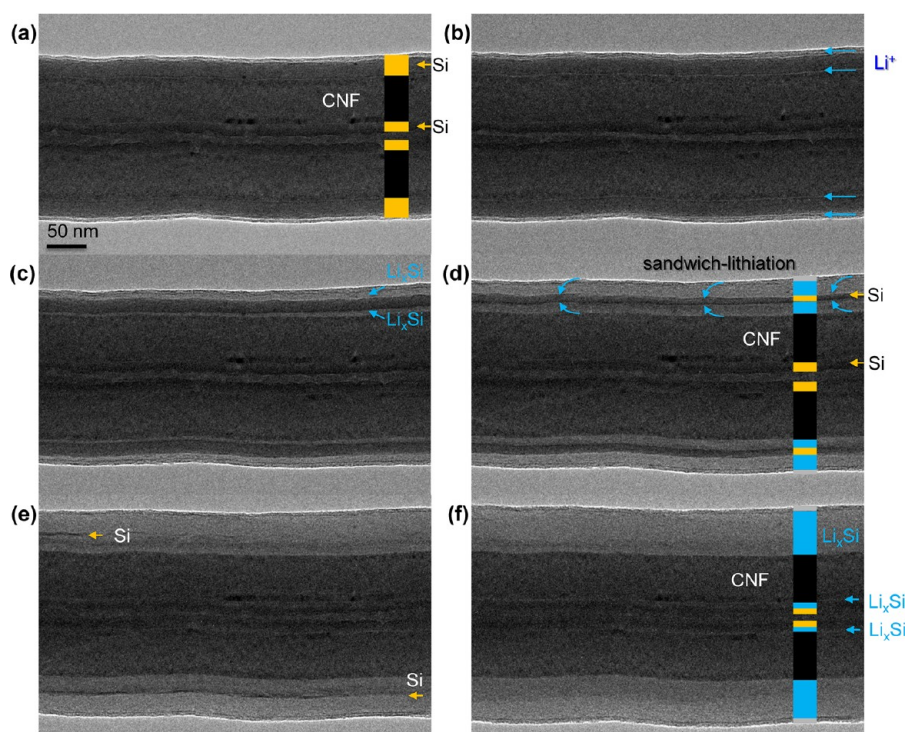 (a)
Si
CNF
Si
50 nm
(b)
Li⁺
(c)
LiₓSi
LiₓSi
(d)
sandwich-lithiation
Si
CNF
Si
(e)
Si
Si
(f)
LiₓSi
CNF
LiₓSi
LiₓSi